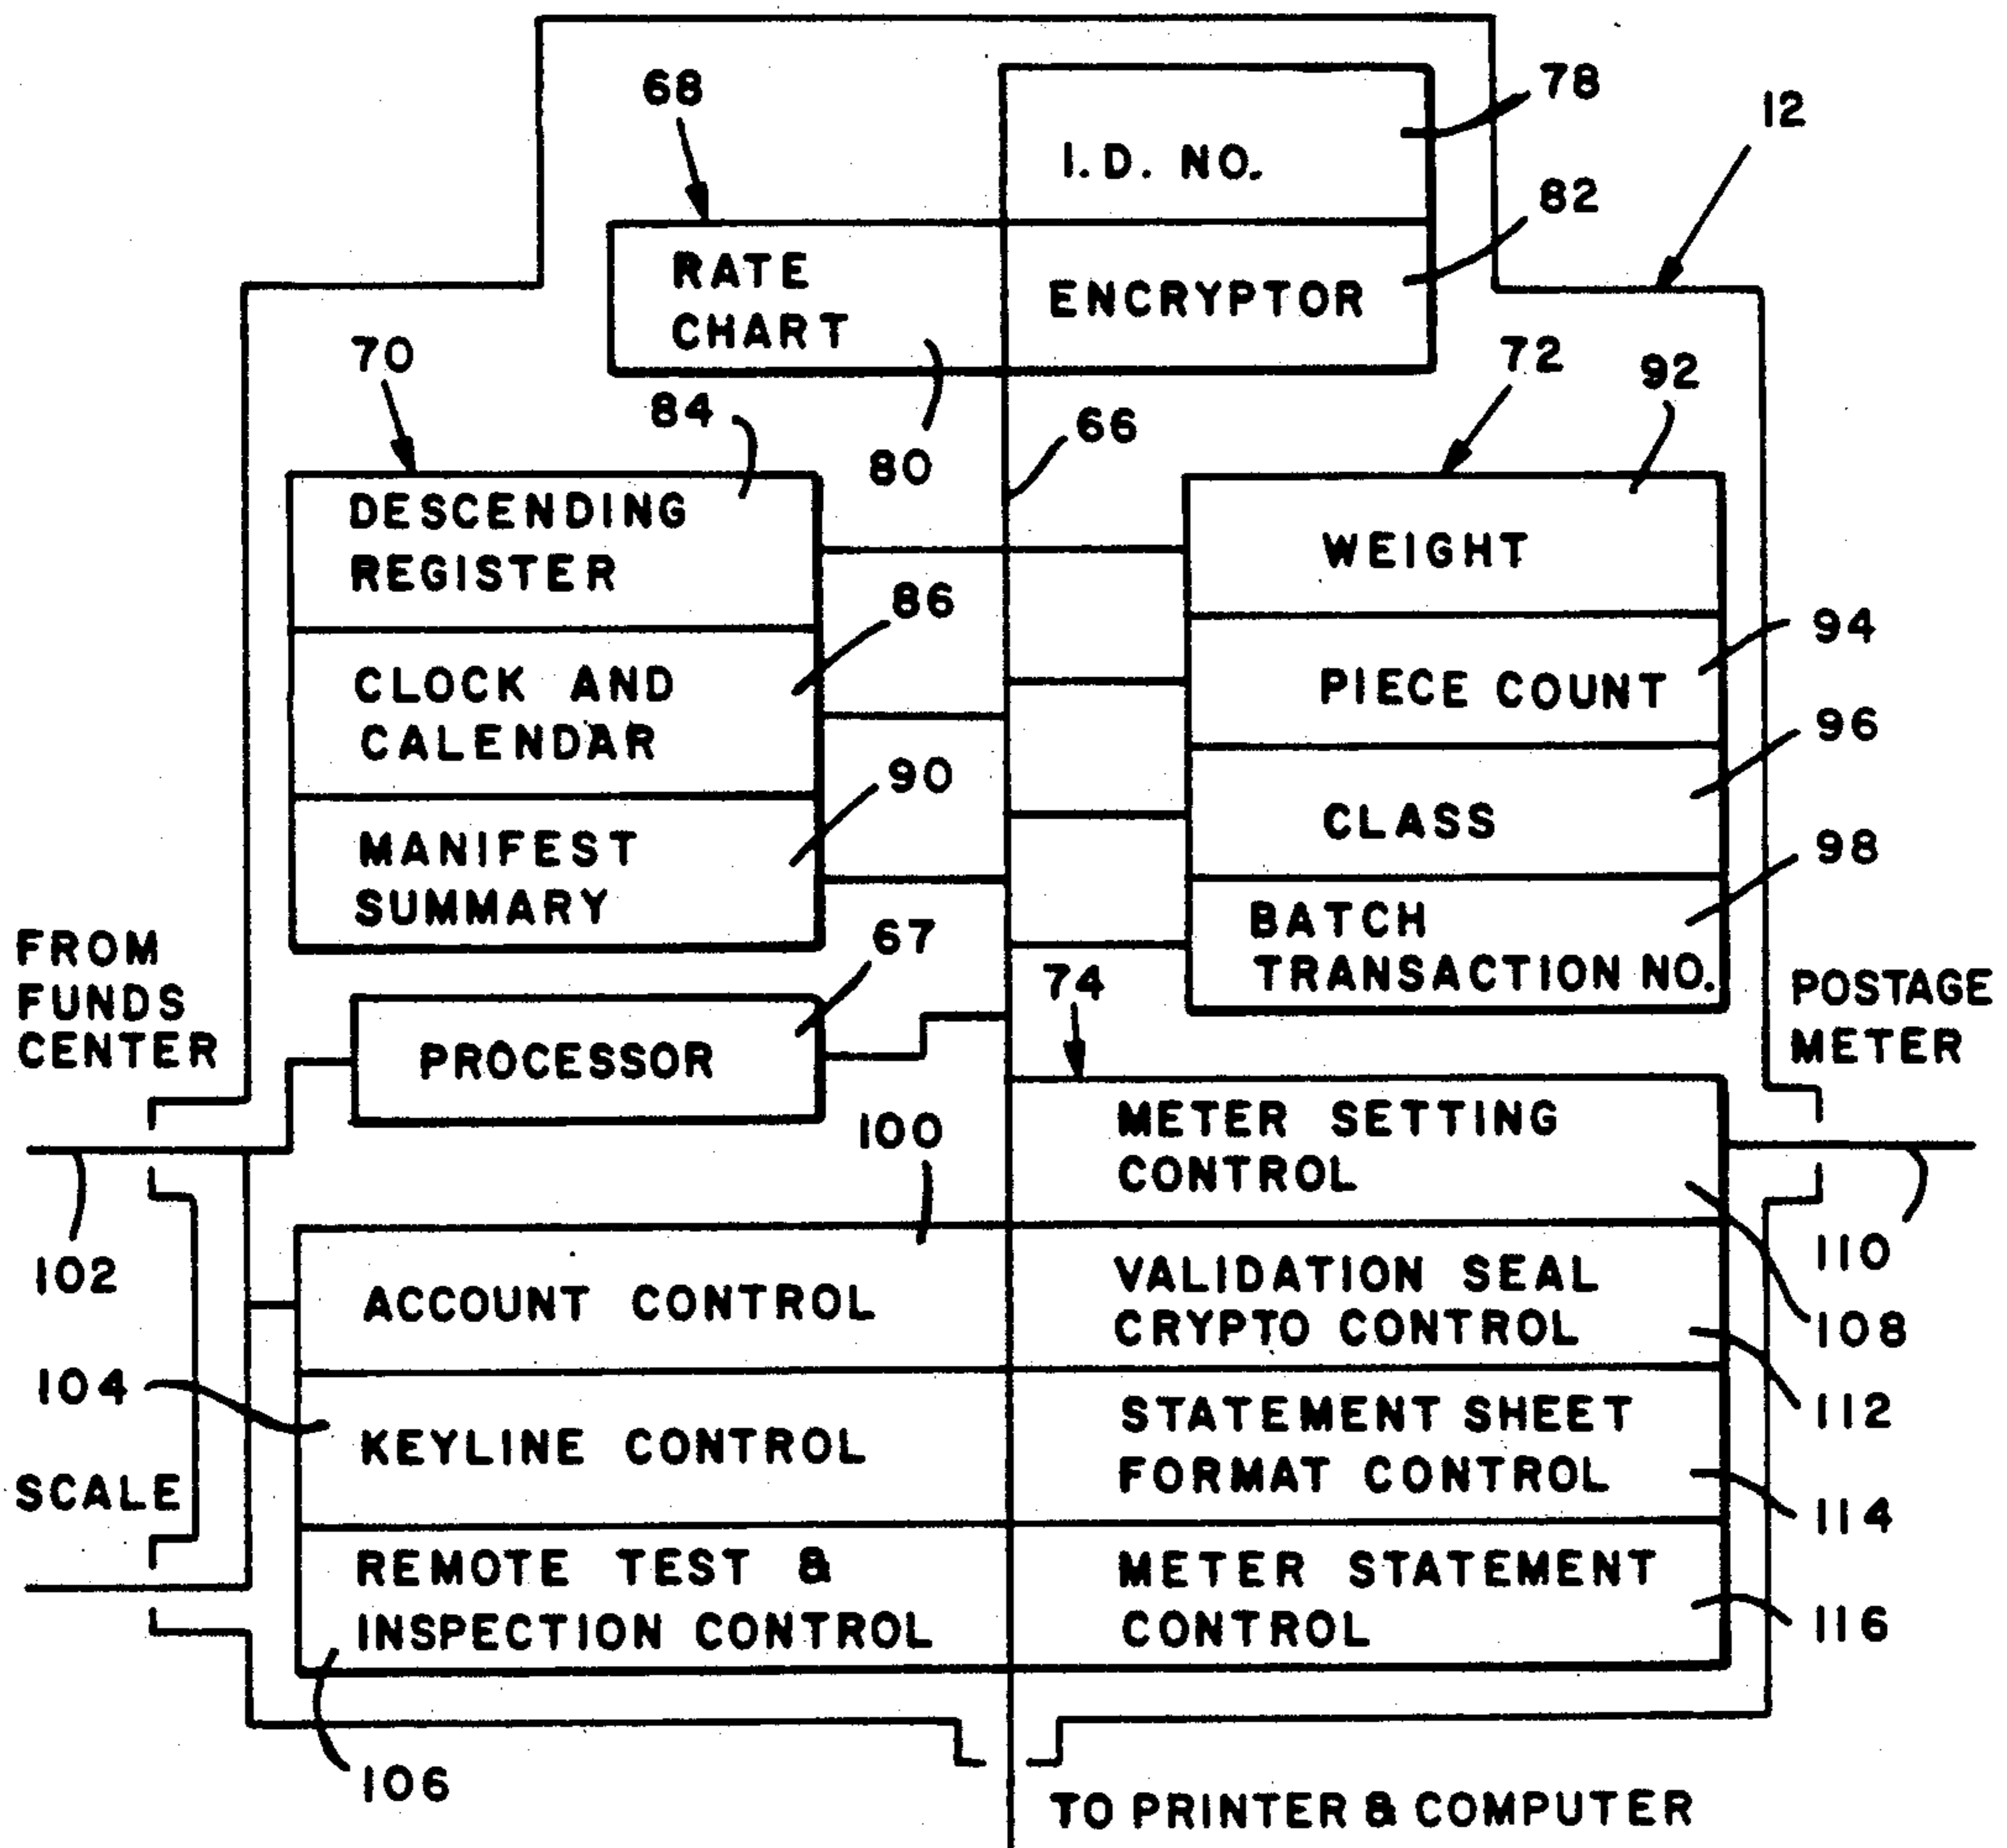 68
78
12
I.D. NO.
82
RATE
CHART
ENCRYPTOR
70
72
92
84
80
66
DESCENDING
REGISTER
WEIGHT
86
94
CLOCK AND
CALENDAR
PIECE COUNT
96
90
CLASS
98
MANIFEST
SUMMARY
BATCH
TRANSACTION NO.
FROM
FUNDS
CENTER
67
74
POSTAGE
METER
PROCESSOR
100
METER SETTING
CONTROL
102
110
ACCOUNT CONTROL
VALIDATION SEAL
CRYPTO CONTROL
108
104
112
KEYLINE CONTROL
STATEMENT SHEET
FORMAT CONTROL
SCALE
114
REMOTE TEST &
INSPECTION CONTROL
METER STATEMENT
CONTROL
116
106
TO PRINTER & COMPUTER